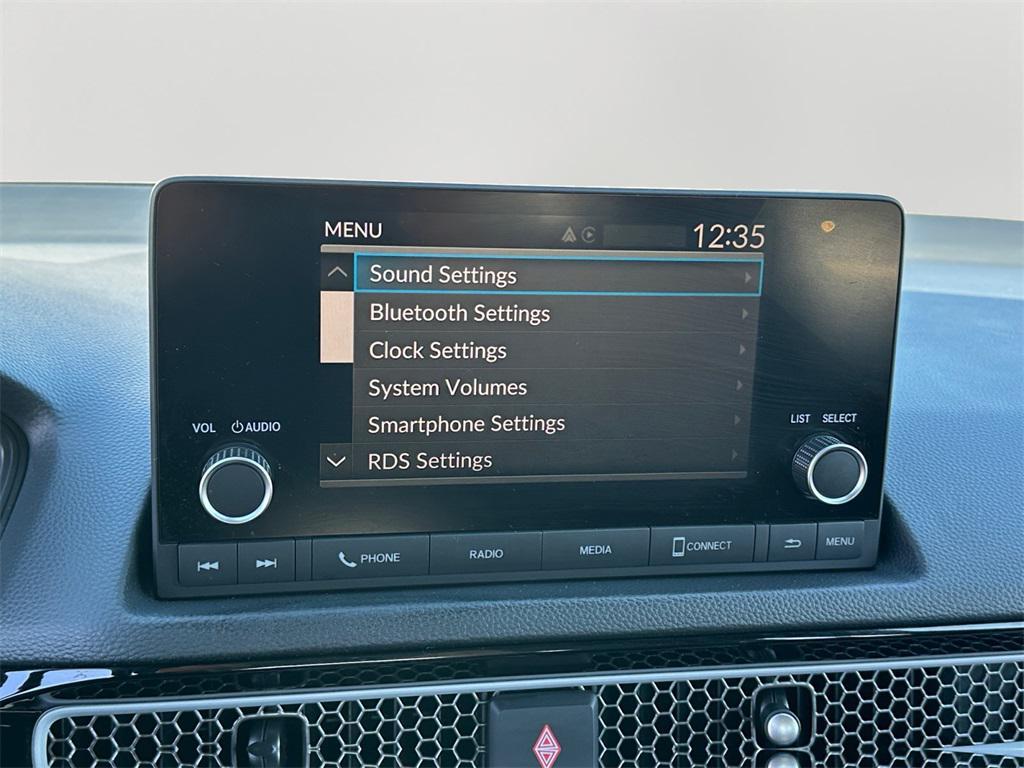 MENU 12:35
Sound Settings
Bluetooth Settings
Clock Settings
System Volumes
Smartphone Settings
RDS Settings
VOL AUDIO
LIST SELECT
PHONE RADIO MEDIA CONNECT MENU